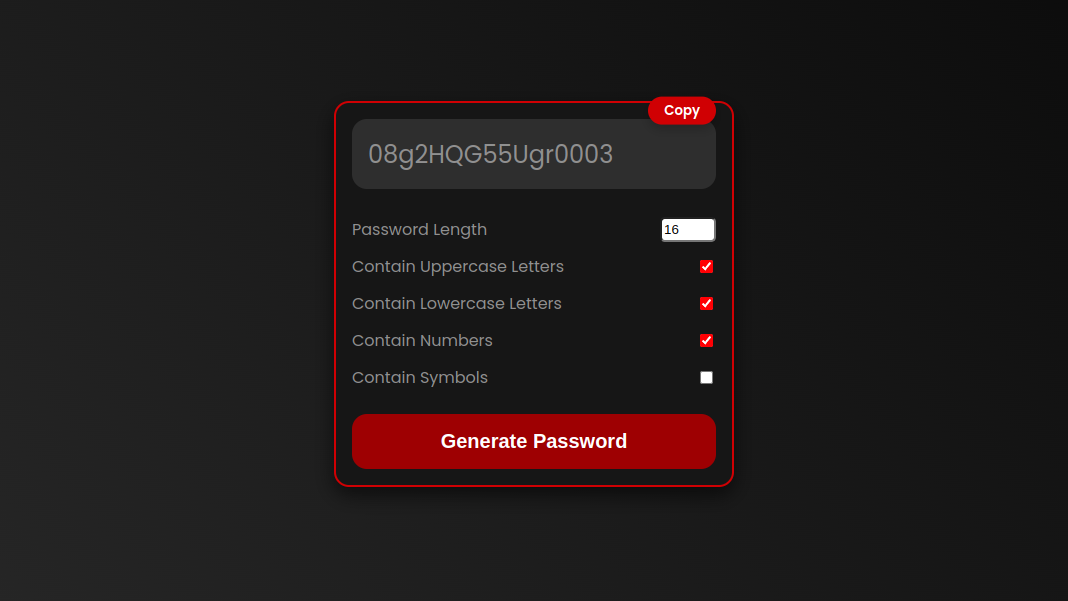 Copy
08g2HQG55Ugr0003
Password Length 16
Contain Uppercase Letters
Contain Lowercase Letters
Contain Numbers
Contain Symbols
Generate Password